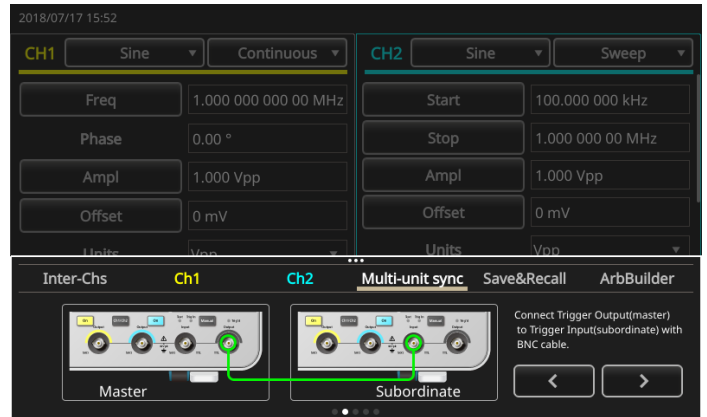 2018/07/17 15:52
CH1 Sine Continuous
CH2 Sine Sweep
Freq 1.000 000 000 00 MHz
Phase 0.00 °
Ampl 1.000 Vpp
Offset 0 mV
Units Vpp
Start 100.000 000 kHz
Stop 1.000 000 00 MHz
Ampl 1.000 Vpp
Offset 0 mV
Units Vpp
Inter-Chs Ch1 Ch2 Multi-unit sync Save&Recall ArbBuilder
Master
Subordinate
Connect Trigger Output(master)
to Trigger Input(subordinate) with
BNC cable.